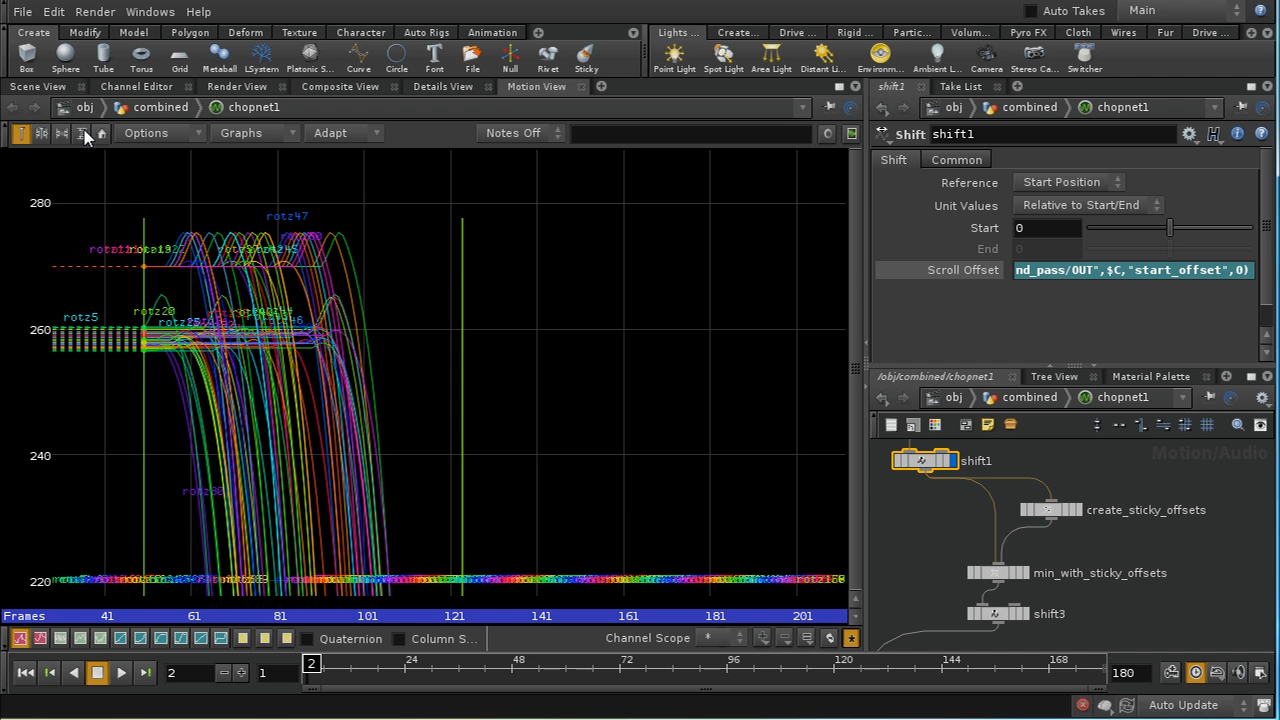 File Edit Render Windows Help Auto Takes Main
Create Modify Model Polygon Deform Texture Character Auto Rigs Animation Lights ... Create... Drive ... Rigid ... Partic... Volum... Pyro FX Cloth Wires Fur Drive ...
Box Sphere Tube Torus Grid Metaball LSystem Platonic S... Curve Circle Font File Null Rivet Sticky Point Light Spot Light Area Light Distant Li... Environm... Ambient L... Camera Stereo Ca... Switcher
Scene View Channel Editor Render View Composite View Details View Motion View shift1 Take List
obj combined chopnet1 obj combined chopnet1
Options Graphs Adapt Notes Off Shift shift1
Shift Common
Reference Start Position
Unit Values Relative to Start/End
Start 0
End 0
Scroll Offset nd_pass/OUT",$C,"start_offset",0)
280
260
240
220
rotz47
rotz5
rotz20
/obj/combined/chopnet1 Tree View Material Palette
obj combined chopnet1
Motion/Audio
shift1
create_sticky_offsets
min_with_sticky_offsets
shift3
Frames 41 61 81 101 121 141 161 181 201
Quaternion Column S... Channel Scope *
2 1 2 24 48 72 96 120 144 168 180
Auto Update